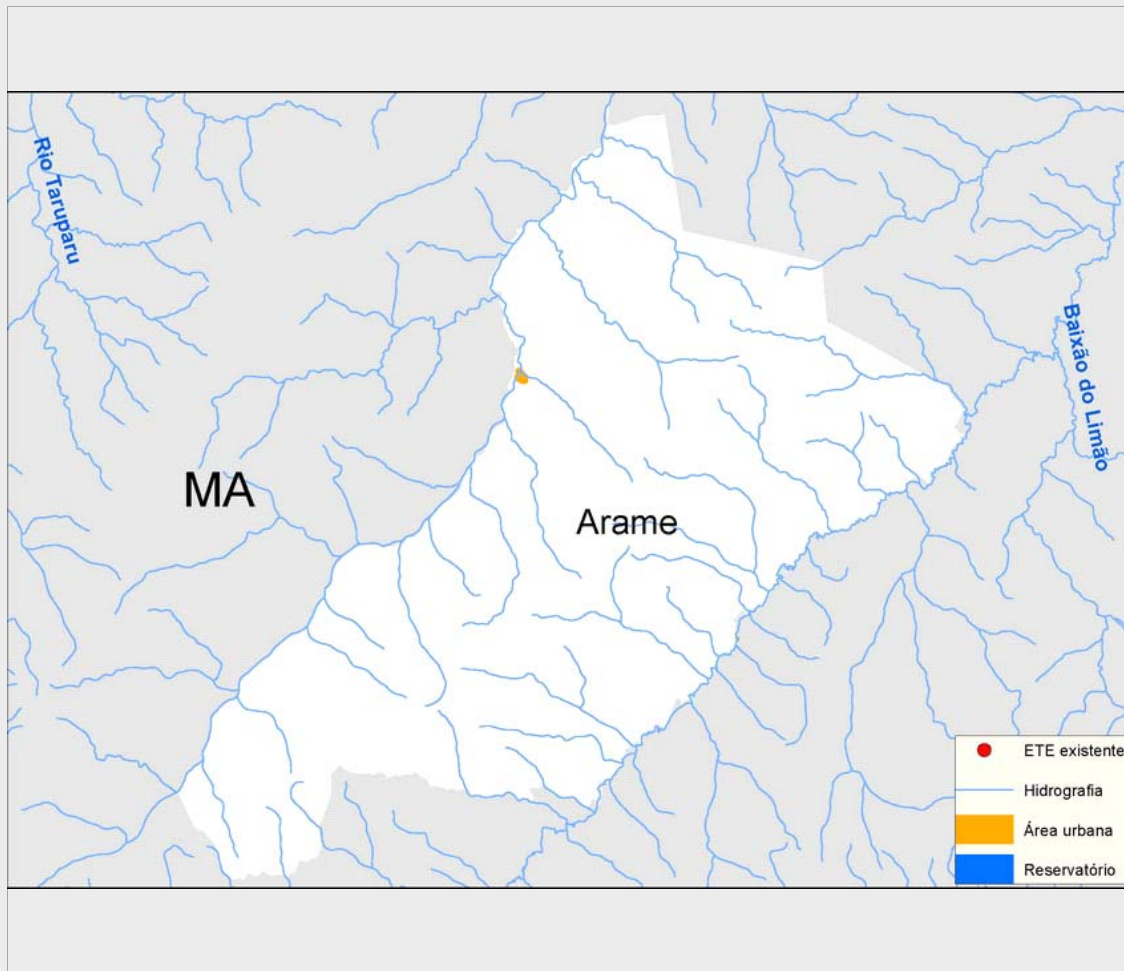 Rio Taruparu
Baixão do Limão
MA
Arame
ETE existente
Hidrografia
Área urbana
Reservatório